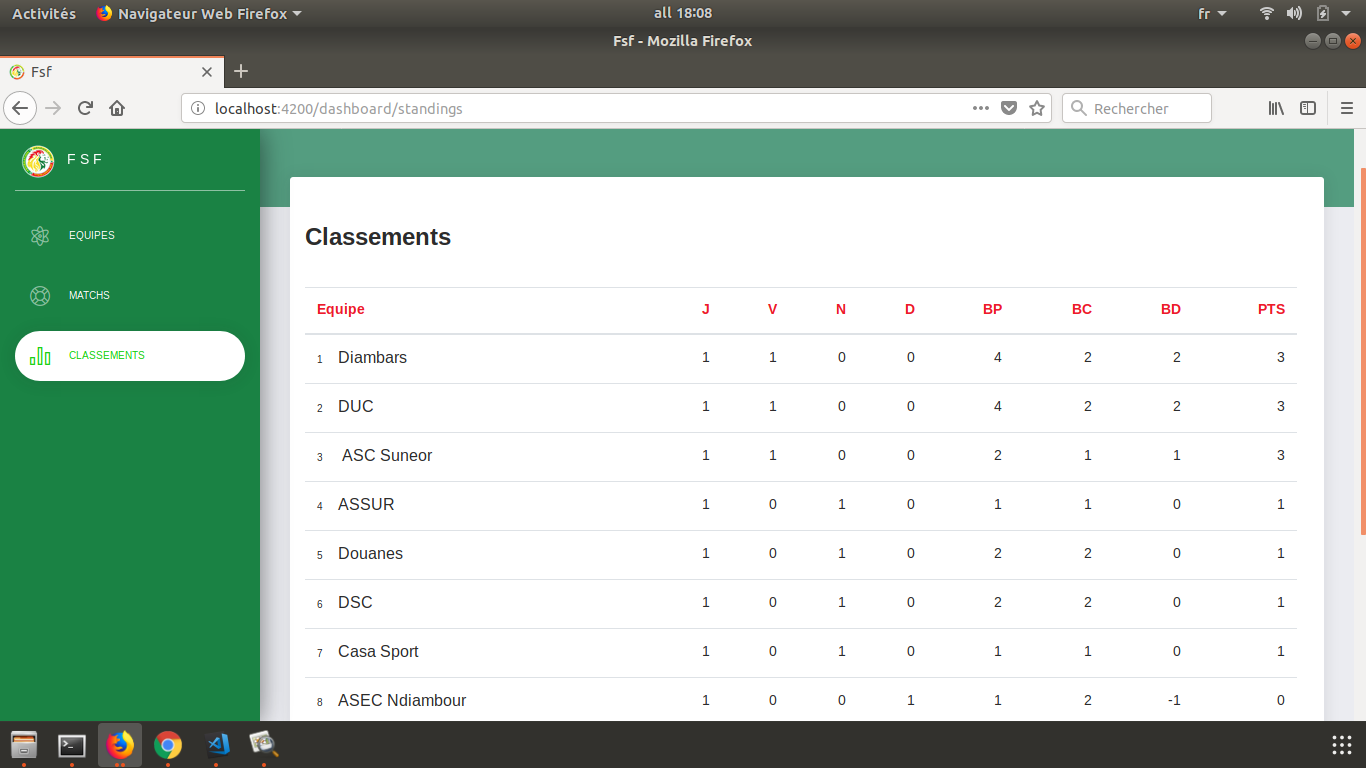 Activités Navigateur Web Firefox all 18:08 fr
Fsf - Mozilla Firefox
Fsf
localhost:4200/dashboard/standings Rechercher
F S F
EQUIPES
MATCHS
CLASSEMENTS
Classements
Equipe J V N D BP BC BD PTS
1 Diambars 1 1 0 0 4 2 2 3
2 DUC 1 1 0 0 4 2 2 3
3 ASC Suneor 1 1 0 0 2 1 1 3
4 ASSUR 1 0 1 0 1 1 0 1
5 Douanes 1 0 1 0 2 2 0 1
6 DSC 1 0 1 0 2 2 0 1
7 Casa Sport 1 0 1 0 1 1 0 1
8 ASEC Ndiambour 1 0 0 1 1 2 -1 0